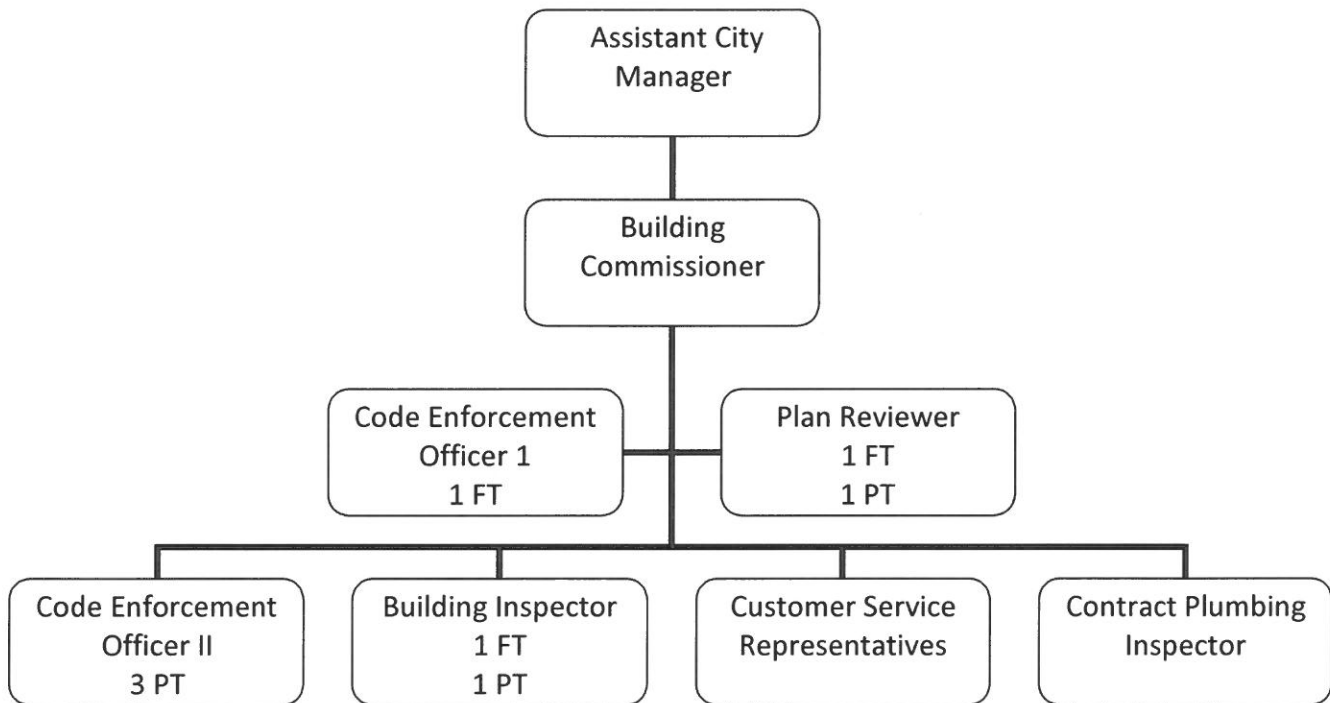 Assistant City
Manager
Building
Commissioner
Code Enforcement
Officer 1
1 FT
Plan Reviewer
1 FT
1 PT
Code Enforcement
Officer II
3 PT
Building Inspector
1 FT
1 PT
Customer Service
Representatives
Contract Plumbing
Inspector